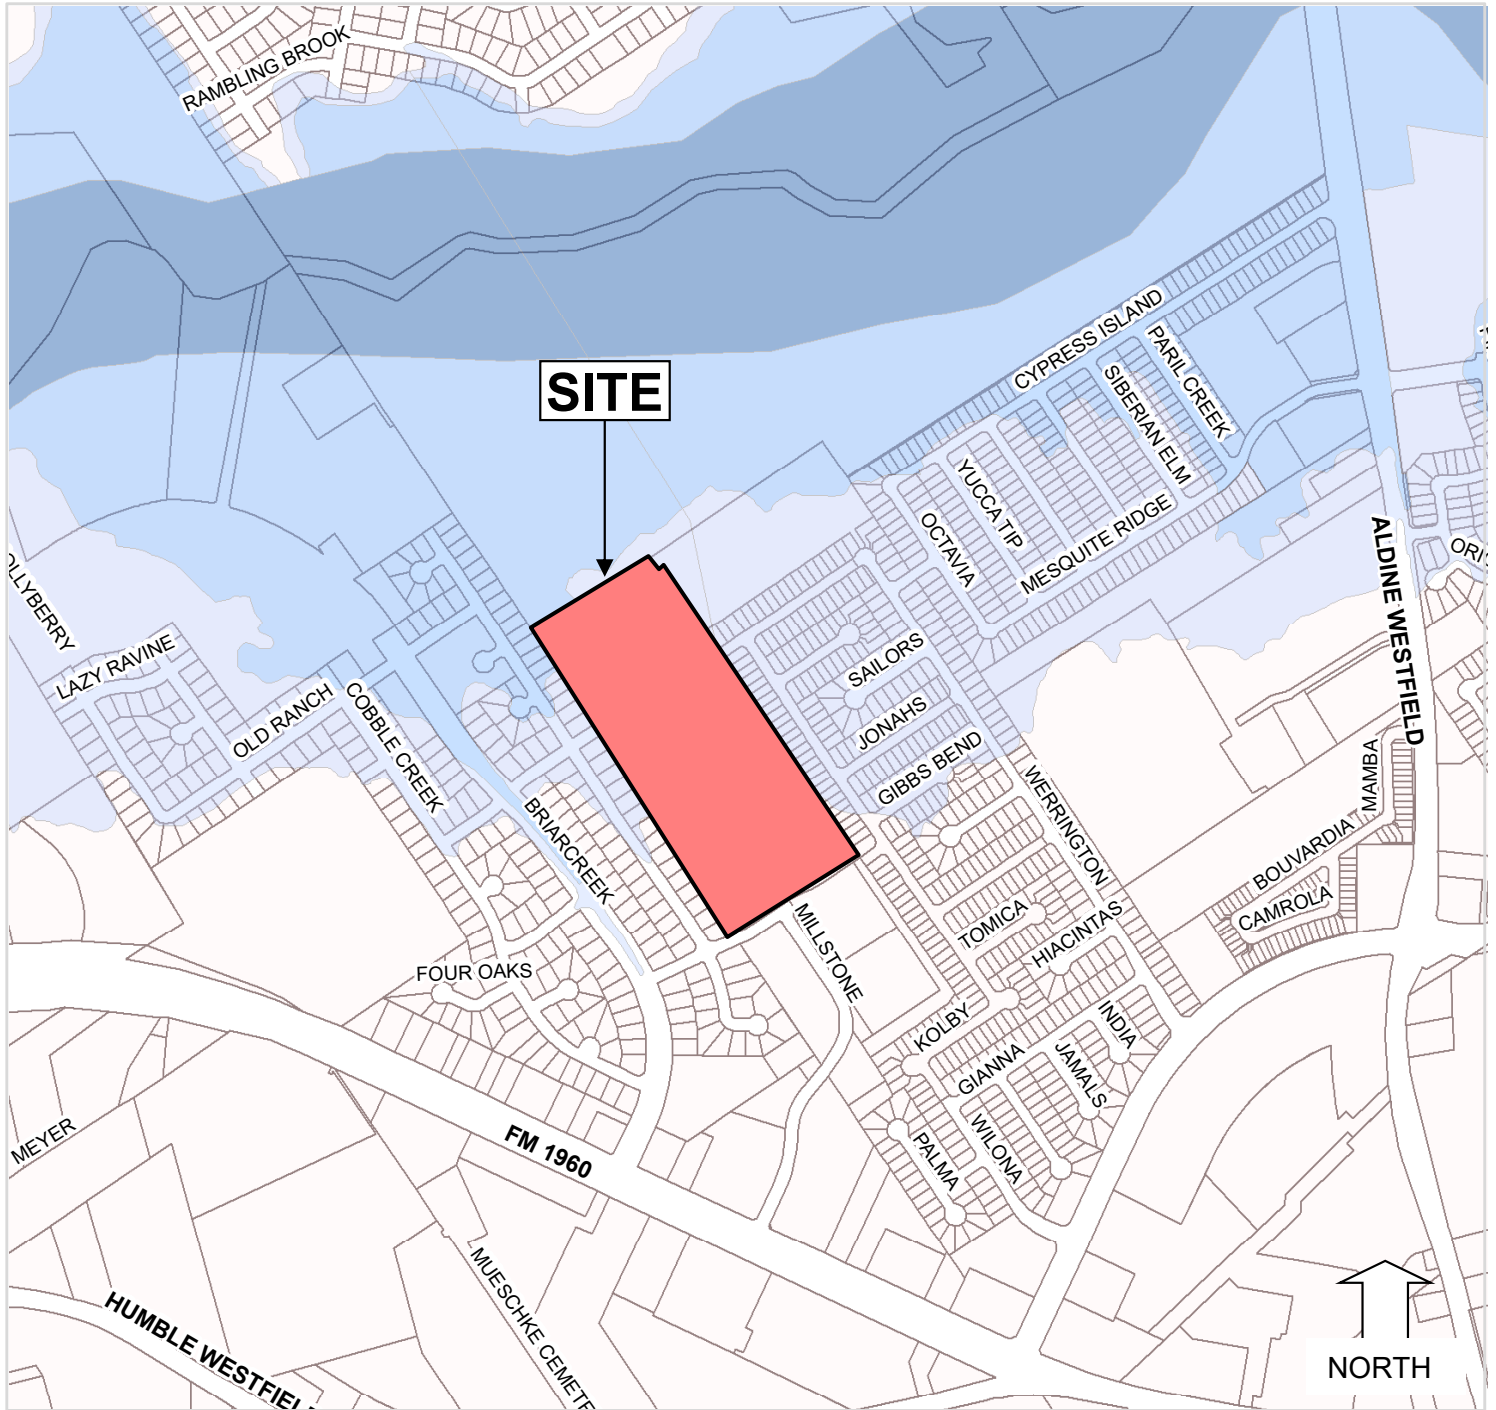 RAMBLING BROOK
SITE
CYPRESS ISLAND
PARIL CREEK
SIBERIAN ELM
YUCCA TIP
OCTAVIA
MESQUITE RIDGE
ALDINE WESTFIELD
OLLYBERRY
LAZY RAVINE
OLD RANCH
COBBLE CREEK
SAILORS
JONAHS
GIBBS BEND
WERRINGTON
MAMBA
BRIARCREEK
BOUVARDIA
CAMROLA
MILLSTONE
TOMICA
HIACINTAS
FOUR OAKS
KOLBY
INDIA
GIANNA
JAMALS
WILONA
PALMA
MEYER
FM 1960
MUESCHKE CEMETE
HUMBLE WESTFIEL
NORTH